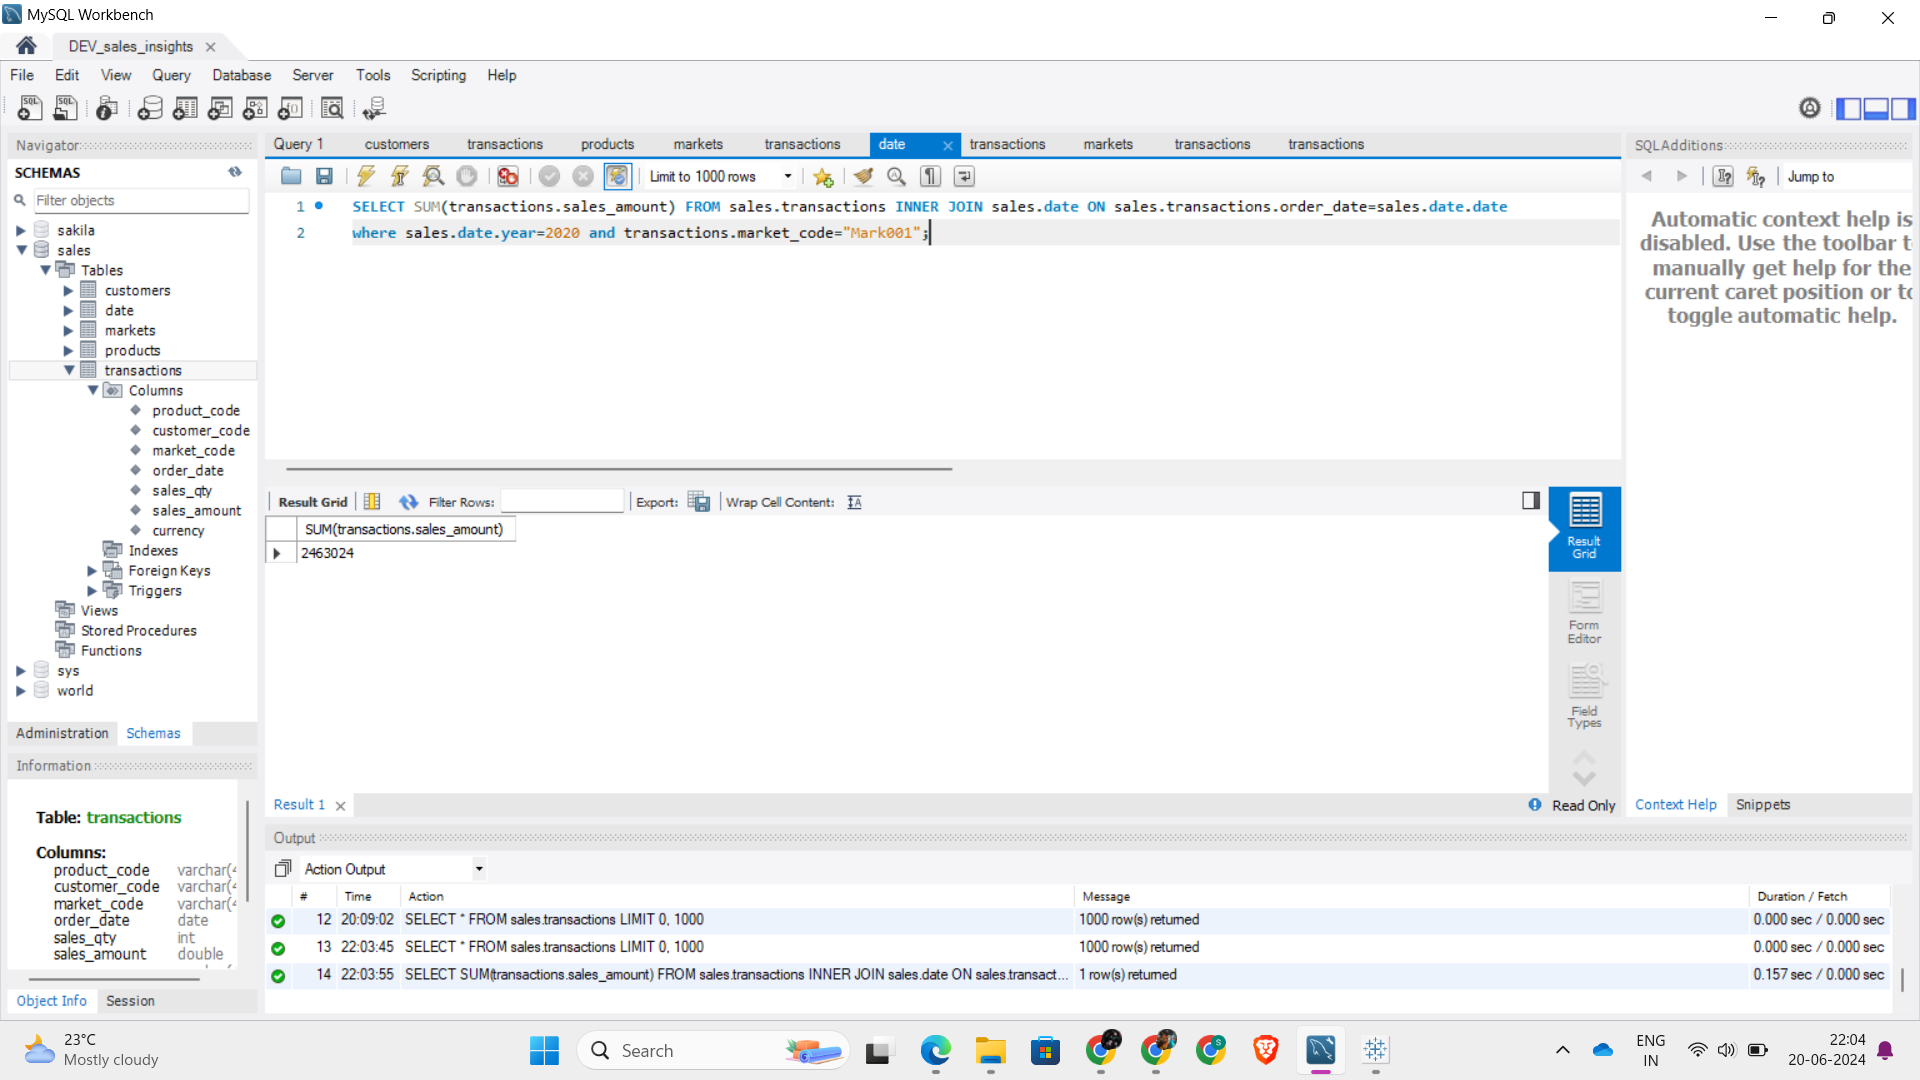 MySQL Workbench
DEV_sales_insights
File Edit View Query Database Server Tools Scripting Help
Navigator
SCHEMAS
Filter objects
sakila
sales
Tables
customers
date
markets
products
transactions
Columns
product_code
customer_code
market_code
order_date
sales_qty
sales_amount
currency
Indexes
Foreign Keys
Triggers
Views
Stored Procedures
Functions
sys
world
Administration Schemas
Information
Table: transactions
Columns:
product_code varchar(4
customer_code varchar(4
market_code varchar(4
order_date date
sales_qty int
sales_amount double
Object Info Session
Query 1 customers transactions products markets transactions date transactions markets transactions transactions
Limit to 1000 rows
1 SELECT SUM(transactions.sales_amount) FROM sales.transactions INNER JOIN sales.date ON sales.transactions.order_date=sales.date.date
2 where sales.date.year=2020 and transactions.market_code="Mark001";
Result Grid Filter Rows: Export: Wrap Cell Content:
SUM(transactions.sales_amount)
2463024
Result
Grid
Form
Editor
Field
Types
Result 1 Read Only
SQLAdditions
Jump to
Automatic context help is
disabled. Use the toolbar t
manually get help for the
current caret position or to
toggle automatic help.
Context Help Snippets
Output
Action Output
# Time Action Message Duration / Fetch
12 20:09:02 SELECT * FROM sales.transactions LIMIT 0, 1000 1000 row(s) returned 0.000 sec / 0.000 sec
13 22:03:45 SELECT * FROM sales.transactions LIMIT 0, 1000 1000 row(s) returned 0.000 sec / 0.000 sec
14 22:03:55 SELECT SUM(transactions.sales_amount) FROM sales.transactions INNER JOIN sales.date ON sales.transact... 1 row(s) returned 0.157 sec / 0.000 sec
23°C
Mostly cloudy
Search
ENG
IN
22:04
20-06-2024